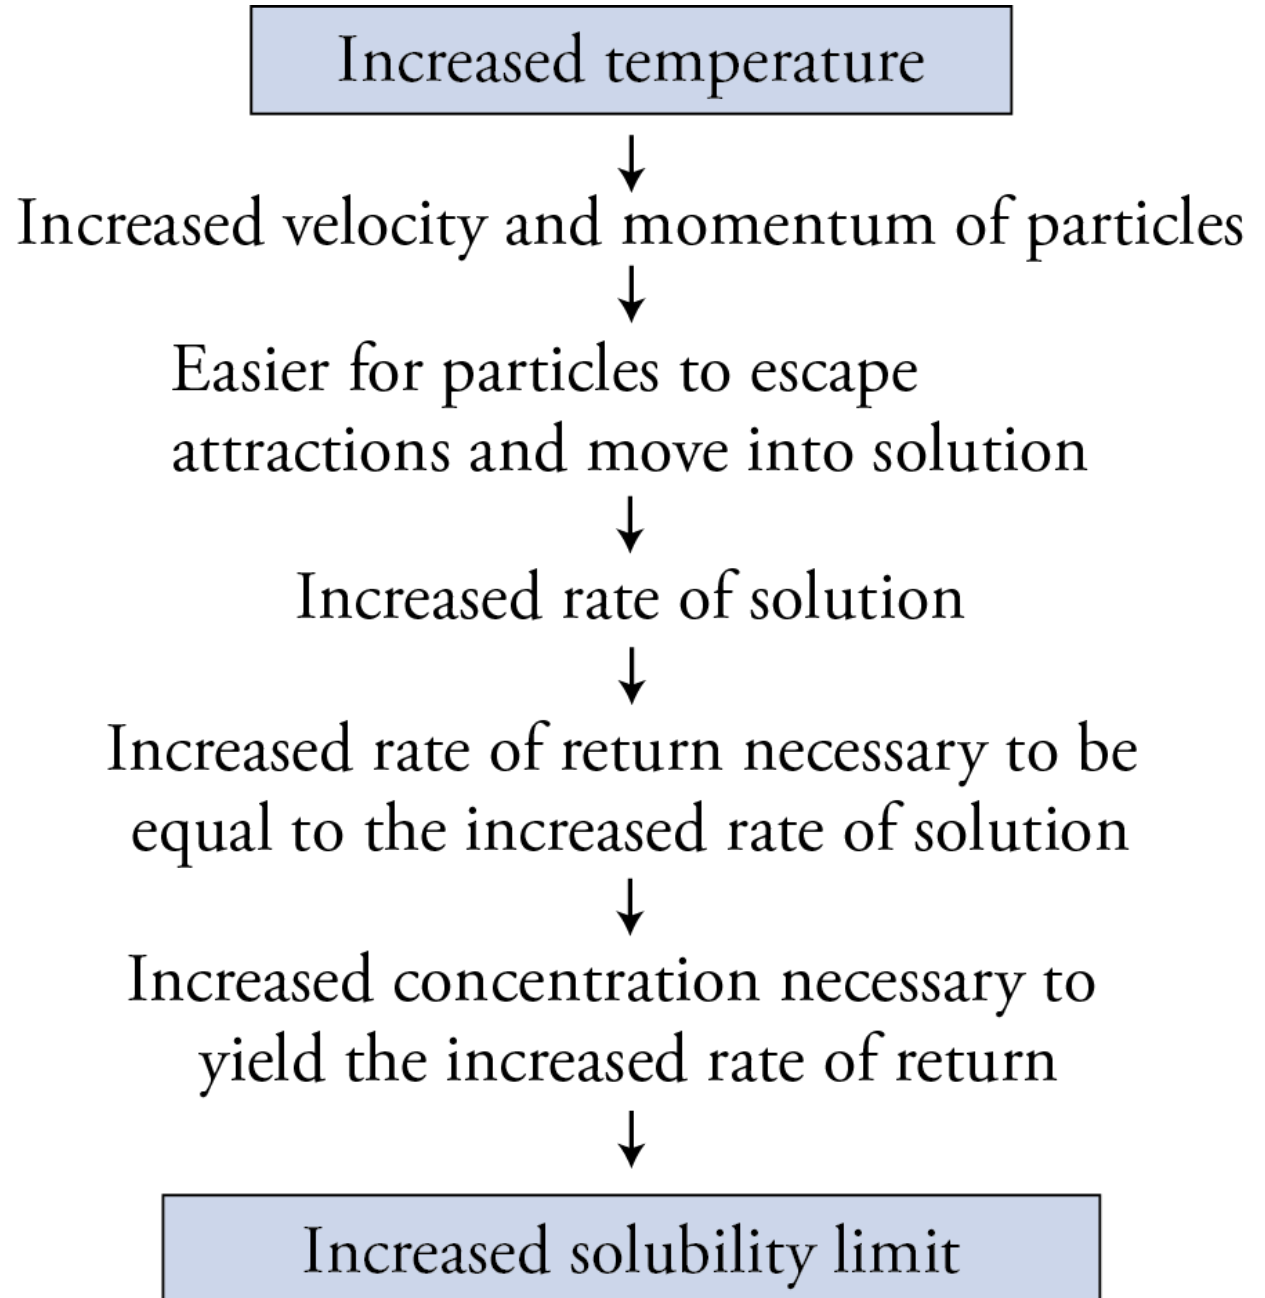 Increased temperature
Increased velocity and momentum of particles
Easier for particles to escape
attractions and move into solution
Increased rate of solution
Increased rate of return necessary to be
equal to the increased rate of solution
Increased concentration necessary to
yield the increased rate of return
Increased solubility limit